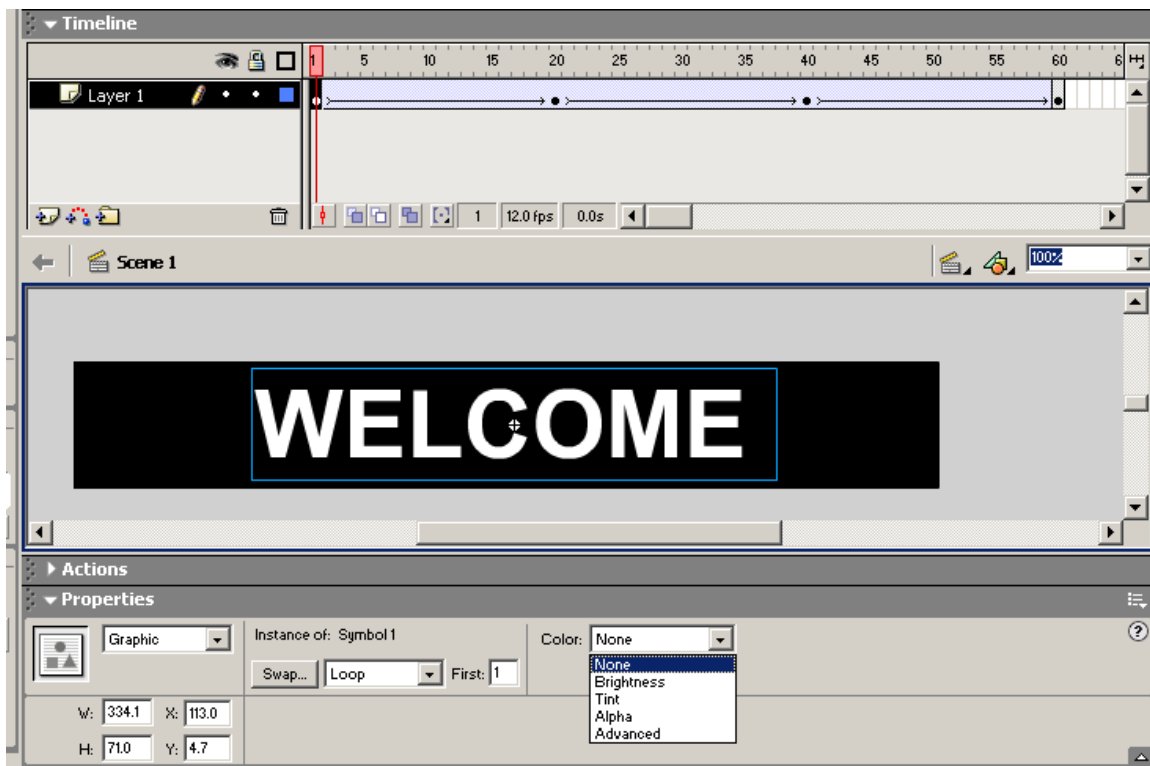 Timeline
1 5 10 15 20 25 30 35 40 45 50 55 60 6
Layer 1
1 12.0 fps 0.0s
Scene 1 100%
WELCOME
Actions
Properties
Graphic Instance of: Symbol 1 Color: None
Swap... Loop First: 1
None
Brightness
Tint
Alpha
Advanced
W: 334.1 X: 113.0
H: 71.0 Y: 4.7